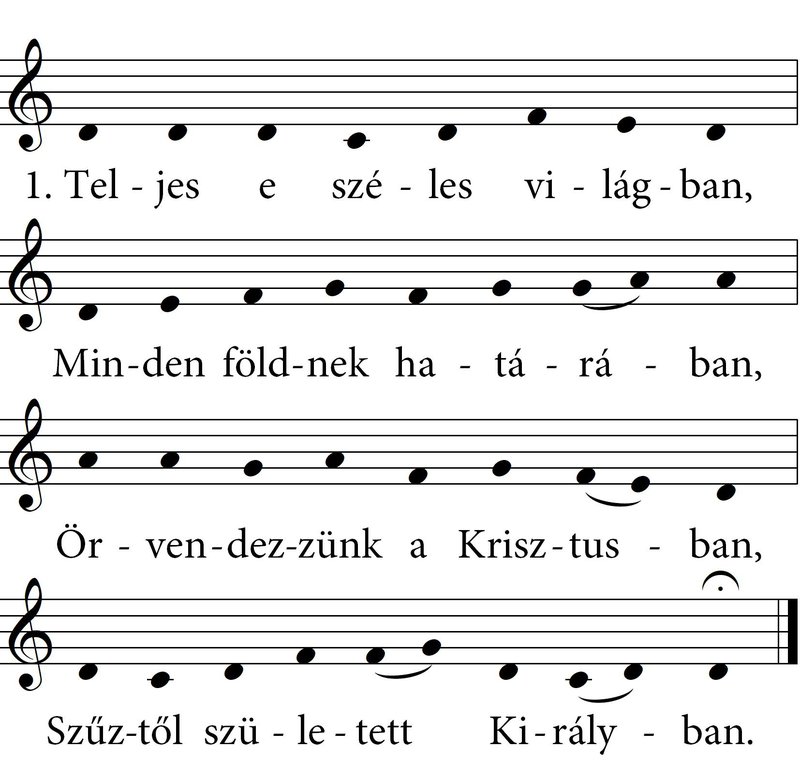 1. Tel - jes e szé - les vi - lág - ban,
Min-den föld-nek ha - tá - rá - ban,
Ör - ven-dez-zünk a Krisz-tus - ban,
Szűz-től szü - le - tett Ki - rály - ban.